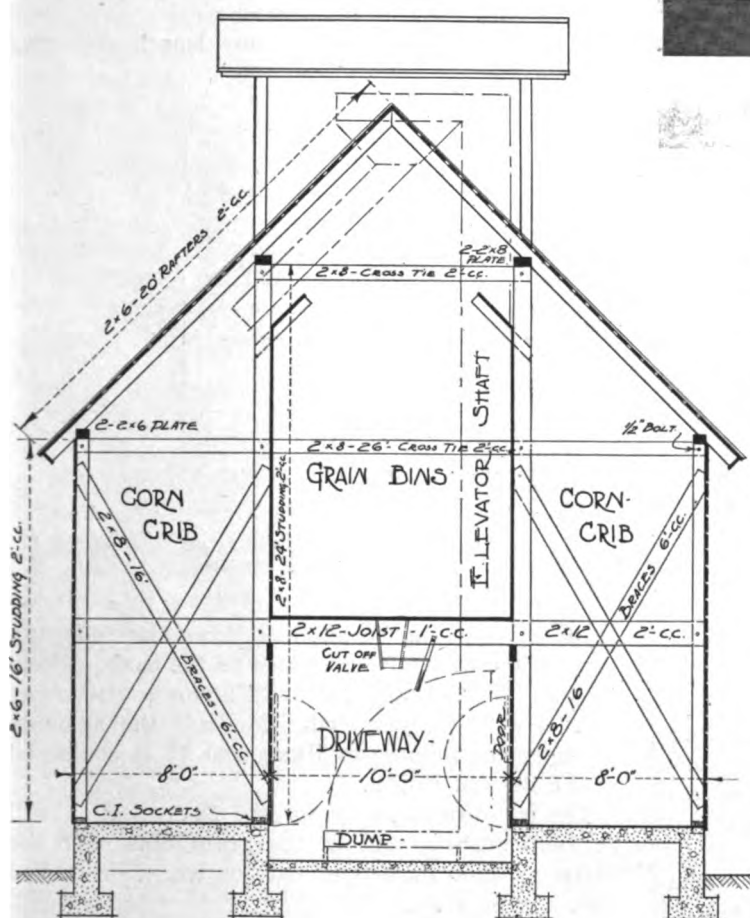 2×6-20' RAFTERS 2'-C.C.
2-2×8
PLATE
2×8-CROSS TIE 2'-C.C.
2-2×6 PLATE
½" BOLT
2×8-26'-CROSS TIE 2'-C.C.
CORN
CRIB
GRAIN BINS
ELEVATOR SHAFT
CORN-
CRIB
2×8-24' STUDDING 2'-C.C.
2×6-16' STUDDING 2'-C.C.
2×8-16'
BRACES-6'-C.C.
BRACES 6'-C.C.
2×8-16
2×12-JOIST-1'-C.C.
2×12 2'-C.C.
CUT OFF
VALVE
DRIVEWAY-
DOOR
8'-0"
10'-0"
8'-0"
C.I. SOCKETS
DUMP